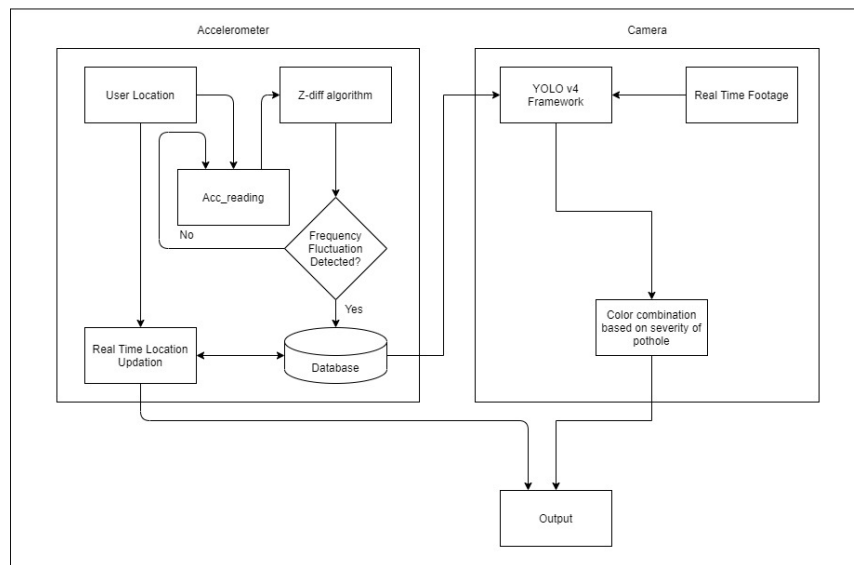 Accelerometer
Camera
User Location
Z-diff algorithm
YOLO v4
Framework
Real Time Footage
Acc_reading
No
Frequency
Fluctuation
Detected?
Yes
Real Time Location
Updation
Database
Color combination
based on severity of
pothole
Output